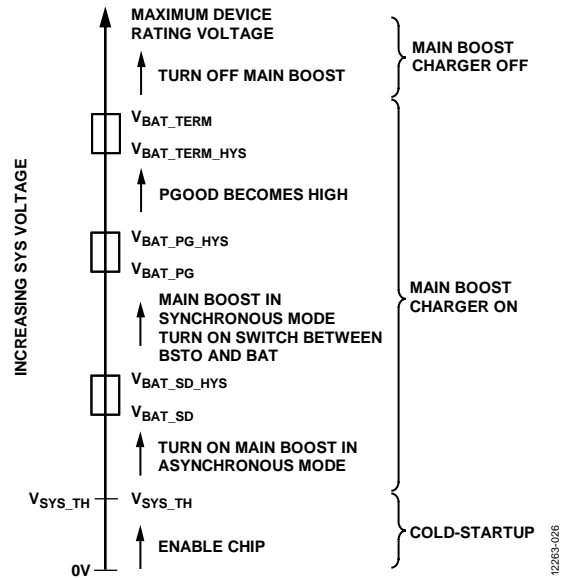 MAXIMUM DEVICE
RATING VOLTAGE
TURN OFF MAIN BOOST
MAIN BOOST
CHARGER OFF
VBAT_TERM
VBAT_TERM_HYS
PGOOD BECOMES HIGH
VBAT_PG_HYS
VBAT_PG
MAIN BOOST IN
SYNCHRONOUS MODE
TURN ON SWITCH BETWEEN
BSTO AND BAT
MAIN BOOST
CHARGER ON
VBAT_SD_HYS
VBAT_SD
TURN ON MAIN BOOST IN
ASYNCHRONOUS MODE
VSYS_TH
VSYS_TH
ENABLE CHIP
COLD-STARTUP
0V
INCREASING SYS VOLTAGE
12263-026